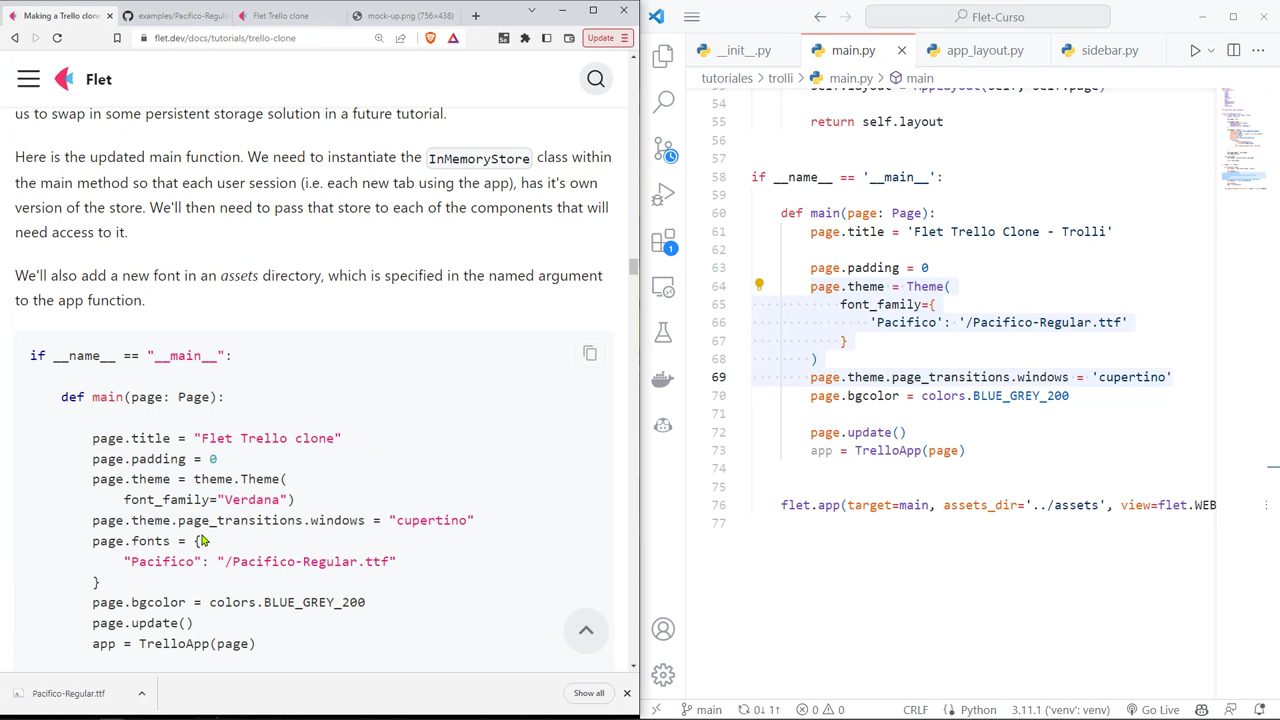 Making a Trello clone
examples/Pacifico-Regul
Trello clone
mock-up.png (756×438)
flet.dev/docs/tutorials/trello-clone
Update
Flet
us to swap in some persistent storage solution in a future tutorial.
ere is the updated main function. We need to instantiate the InMemoryStore class within
the main method so that each user session (i.e. each new tab using the app), has its own
version of the store. We'll then need to pass that store to each of the components that will
need access to it.
We'll also add a new font in an assets directory, which is specified in the named argument
to the app function.
if __name__ == "__main__":
def main(page: Page):
page.title = "Flet Trello clone"
page.padding = 0
page.theme = theme.Theme(
font_family="Verdana")
page.theme.page_transitions.windows = "cupertino"
page.fonts = {
"Pacifico": "/Pacifico-Regular.ttf"
}
page.bgcolor = colors.BLUE_GREY_200
page.update()
app = TrelloApp(page)
Pacifico-Regular.ttf
Show all
Flet-Curso
__init__.py
main.py
app_layout.py
sidebar.py
tutoriales > trolli > main.py > main
54
55 return self.layout
56
57
58 if __name__ == '__main__':
59
60 def main(page: Page):
61 page.title = 'Flet Trello Clone - Trolli'
62
63 page.padding = 0
64 page.theme = Theme(
65 font_family={
66 'Pacifico': '/Pacifico-Regular.ttf'
67 }
68 )
69 page.theme.page_transitions.windows = 'cupertino'
70 page.bgcolor = colors.BLUE_GREY_200
71
72 page.update()
73 app = TrelloApp(page)
74
75
76 flet.app(target=main, assets_dir='../assets', view=flet.WEB
77
1
main
0↓ 1↑
0 0
CRLF
Python
3.11.1 ('venv': venv)
Go Live